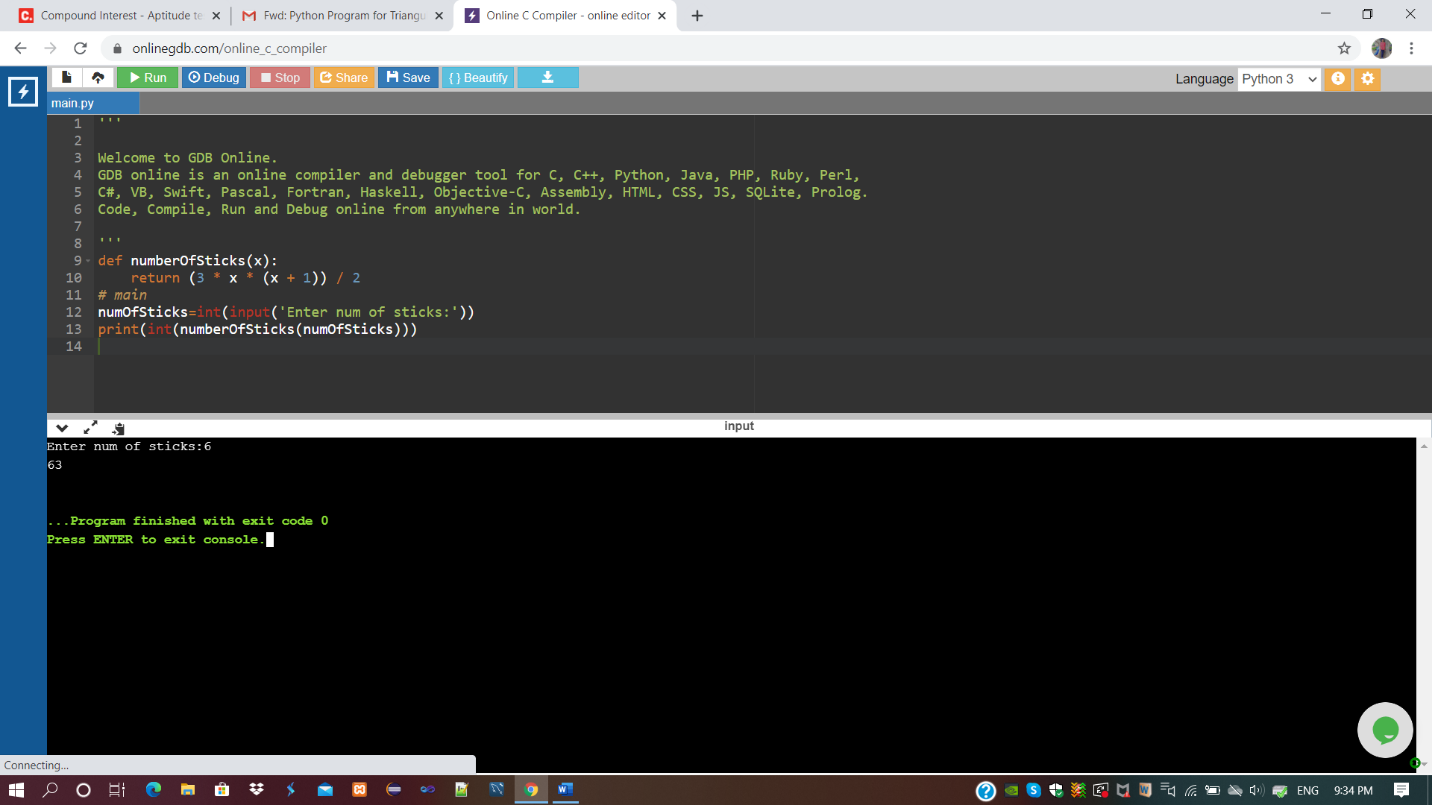 Compound Interest - Aptitude te
Fwd: Python Program for Triangu
Online C Compiler - online editor
onlinegdb.com/online_c_compiler
Run
Debug
Stop
Share
Save
{ } Beautify
Language
Python 3
main.py
1 '''
2
3 Welcome to GDB Online.
4 GDB online is an online compiler and debugger tool for C, C++, Python, Java, PHP, Ruby, Perl,
5 C#, VB, Swift, Pascal, Fortran, Haskell, Objective-C, Assembly, HTML, CSS, JS, SQLite, Prolog.
6 Code, Compile, Run and Debug online from anywhere in world.
7
8 '''
9 def numberOfSticks(x):
10 return (3 * x * (x + 1)) / 2
11 # main
12 numOfSticks=int(input('Enter num of sticks:'))
13 print(int(numberOfSticks(numOfSticks)))
14
input
Enter num of sticks:6
63
...Program finished with exit code 0
Press ENTER to exit console.
Connecting...
ENG
9:34 PM